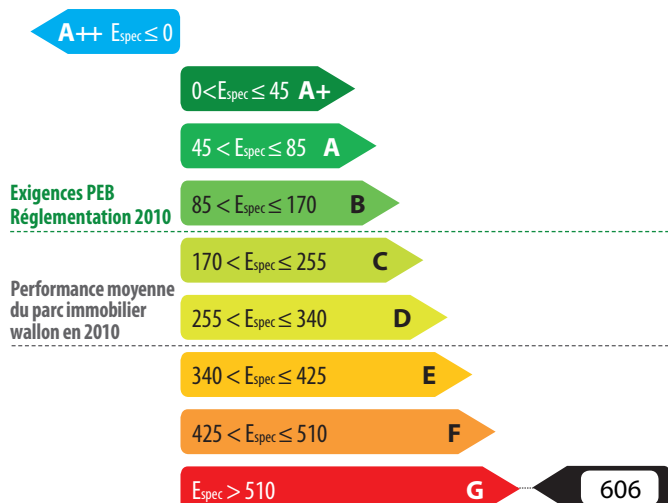 A++ Espec ≤ 0
0<Espec ≤ 45 A+
45 < Espec ≤ 85 A
Exigences PEB
Réglementation 2010
85 < Espec ≤ 170 B
170 < Espec ≤ 255 C
Performance moyenne
du parc immobilier
wallon en 2010
255 < Espec ≤ 340 D
340 < Espec ≤ 425 E
425 < Espec ≤ 510 F
Espec > 510 G
606